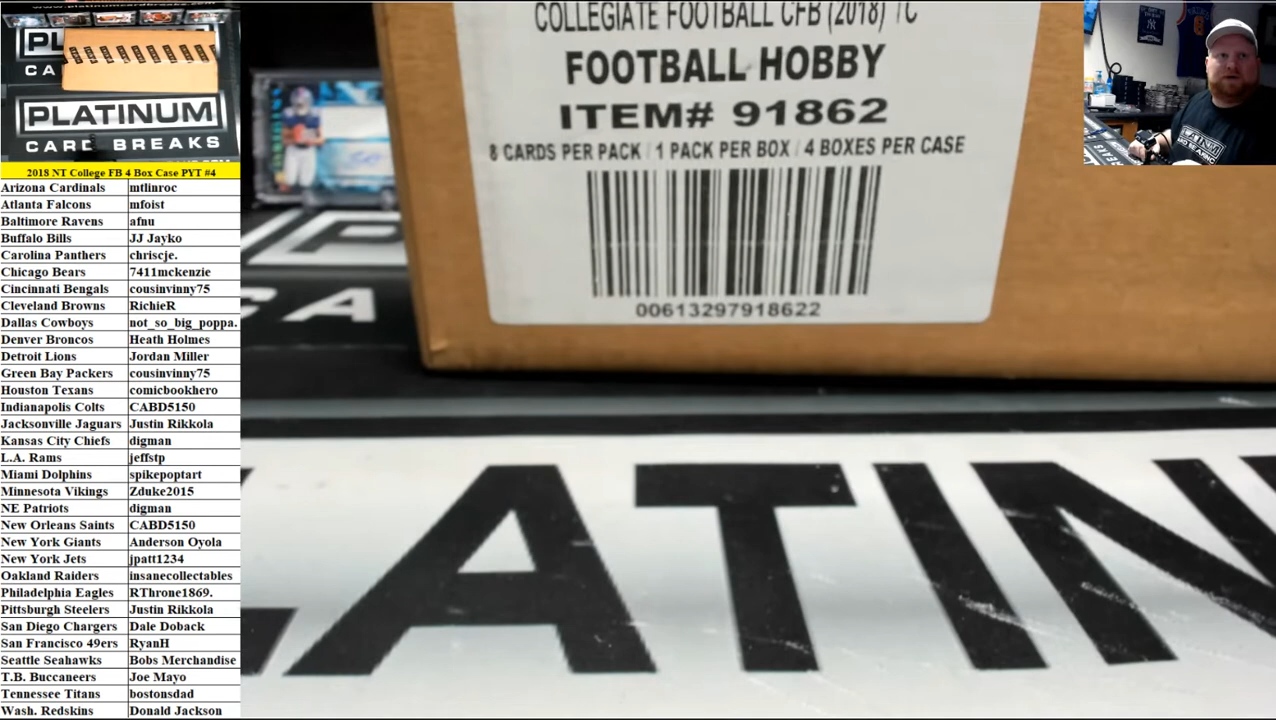 www.platinumcardbreaks.com
PL
CA
PLATINUM
CARD BREAKS
2018 NT College FB 4 Box Case PYT #4
Arizona Cardinals mtlinroc
Atlanta Falcons mfoist
Baltimore Ravens afnu
Buffalo Bills JJ Jayko
Carolina Panthers chriscje.
Chicago Bears 7411mckenzie
Cincinnati Bengals cousinvinny75
Cleveland Browns RichieR
Dallas Cowboys not_so_big_poppa.
Denver Broncos Heath Holmes
Detroit Lions Jordan Miller
Green Bay Packers cousinvinny75
Houston Texans comicbookhero
Indianapolis Colts CABD5150
Jacksonville Jaguars Justin Rikkola
Kansas City Chiefs digman
L.A. Rams jeffstp
Miami Dolphins spikepoptart
Minnesota Vikings Zduke2015
NE Patriots digman
New Orleans Saints CABD5150
New York Giants Anderson Oyola
New York Jets jpatt1234
Oakland Raiders insanecollectables
Philadelphia Eagles RThrone1869.
Pittsburgh Steelers Justin Rikkola
San Diego Chargers Dale Doback
San Francisco 49ers RyanH
Seattle Seahawks Bobs Merchandise
T.B. Buccaneers Joe Mayo
Tennessee Titans bostonsdad
Wash. Redskins Donald Jackson
COLLEGIATE FOOTBALL CFB (2018) TC
FOOTBALL HOBBY
ITEM# 91862
8 CARDS PER PACK / 1 PACK PER BOX / 4 BOXES PER CASE
00613297918622
P
CA
LATIN